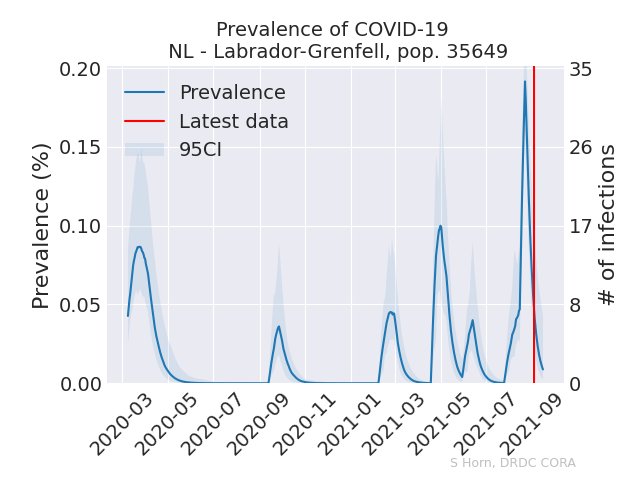 Prevalence of COVID-19
NL - Labrador-Grenfell, pop. 35649
Prevalence (%)
0.20
0.15
0.10
0.05
0.00
Prevalence
Latest data
95CI
35
26
17
8
0
# of infections
2020-03
2020-05
2020-07
2020-09
2020-11
2021-01
2021-03
2021-05
2021-07
2021-09
S Horn, DRDC CORA